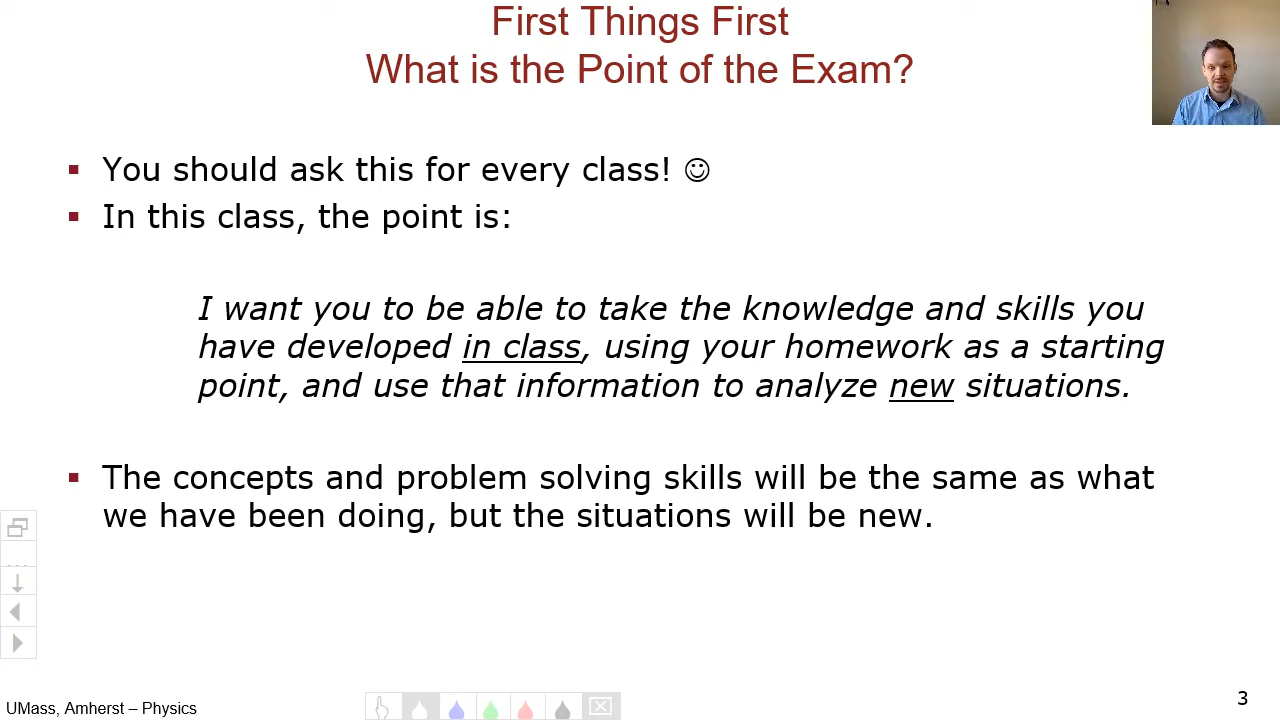 First Things First
What is the Point of the Exam?
▪ You should ask this for every class! ☺
▪ In this class, the point is:
I want you to be able to take the knowledge and skills you
have developed in class, using your homework as a starting
point, and use that information to analyze new situations.
▪ The concepts and problem solving skills will be the same as what
we have been doing, but the situations will be new.
UMass, Amherst – Physics
3